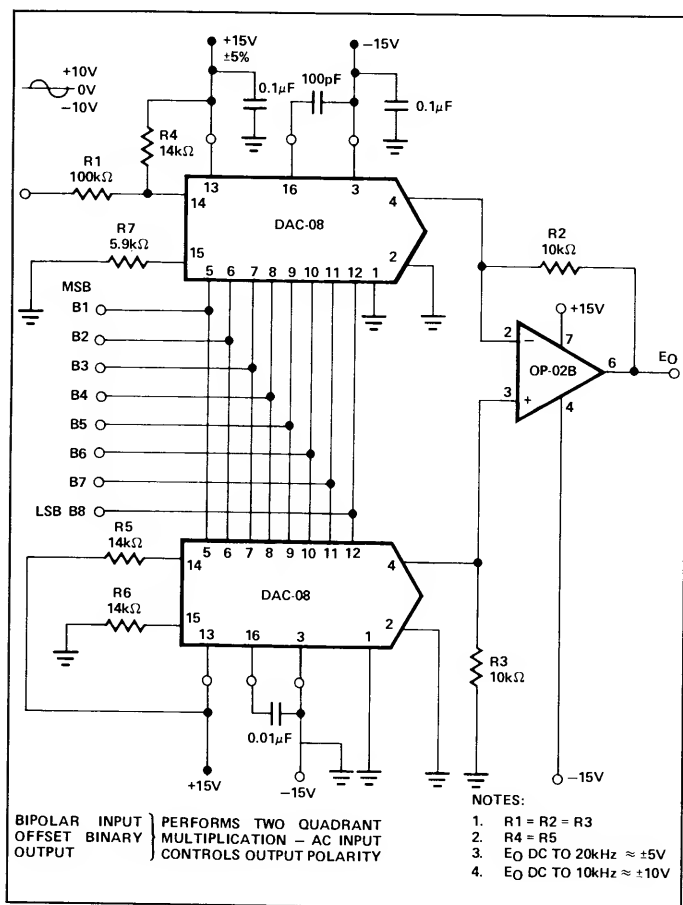 +15V
±5%
-15V
+10V
0V
-10V
0.1μF
100pF
0.1μF
R4
14kΩ
R1
100kΩ
13
16
3
14
4
DAC-08
R7
5.9kΩ
15
2
R2
10kΩ
5 6 7 8 9 10 11 12 1
MSB
B1
B2
B3
B4
B5
B6
B7
LSB B8
+15V
2
7
−
6
EO
OP-02B
3
+
4
R5
14kΩ
5 6 7 8 9 10 11 12
14
4
R6
14kΩ
DAC-08
15
2
13
16
3
1
R3
10kΩ
0.01μF
+15V
-15V
-15V
BIPOLAR INPUT } PERFORMS TWO QUADRANT
OFFSET BINARY } MULTIPLICATION – AC INPUT
OUTPUT } CONTROLS OUTPUT POLARITY
NOTES:
1. R1 = R2 = R3
2. R4 = R5
3. EO DC TO 20kHz ≈ ±5V
4. EO DC TO 10kHz ≈ ±10V